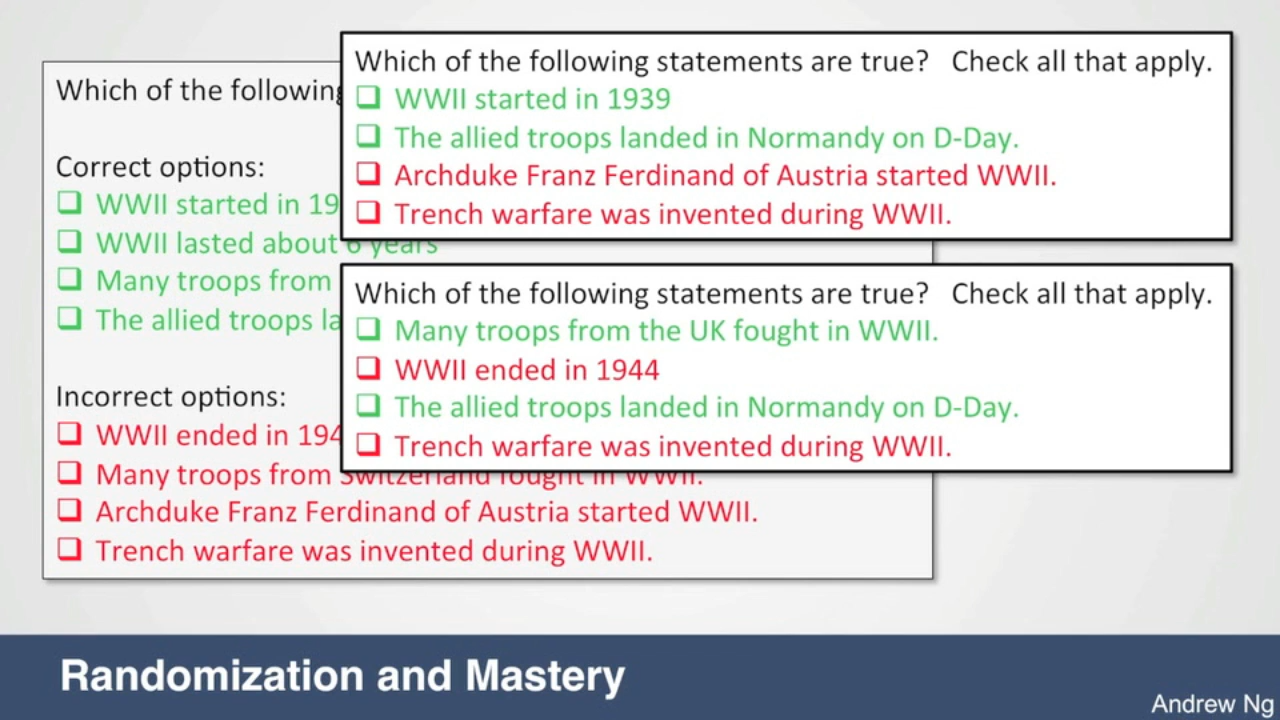 Which of the following statements are true? Check all that apply.
WWII started in 1939
The allied troops landed in Normandy on D-Day.
Archduke Franz Ferdinand of Austria started WWII.
Trench warfare was invented during WWII.
Which of the following statements are true? Check all that apply.
Many troops from the UK fought in WWII.
WWII ended in 1944
The allied troops landed in Normandy on D-Day.
Trench warfare was invented during WWII.
Which of the following
Correct options:
WWII started in 19
WWII lasted about 6 years
Many troops from
The allied troops la
Incorrect options:
WWII ended in 194
Many troops from Switzerland fought in WWII.
Archduke Franz Ferdinand of Austria started WWII.
Trench warfare was invented during WWII.
Randomization and Mastery
Andrew Ng